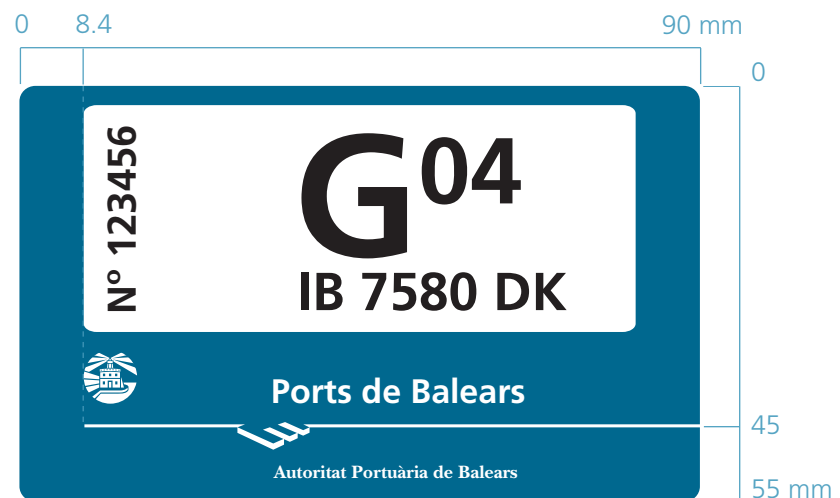 0 8.4 90 mm
0
Nº 123456
G04
IB 7580 DK
Ports de Balears
45
Autoritat Portuària de Balears
55 mm